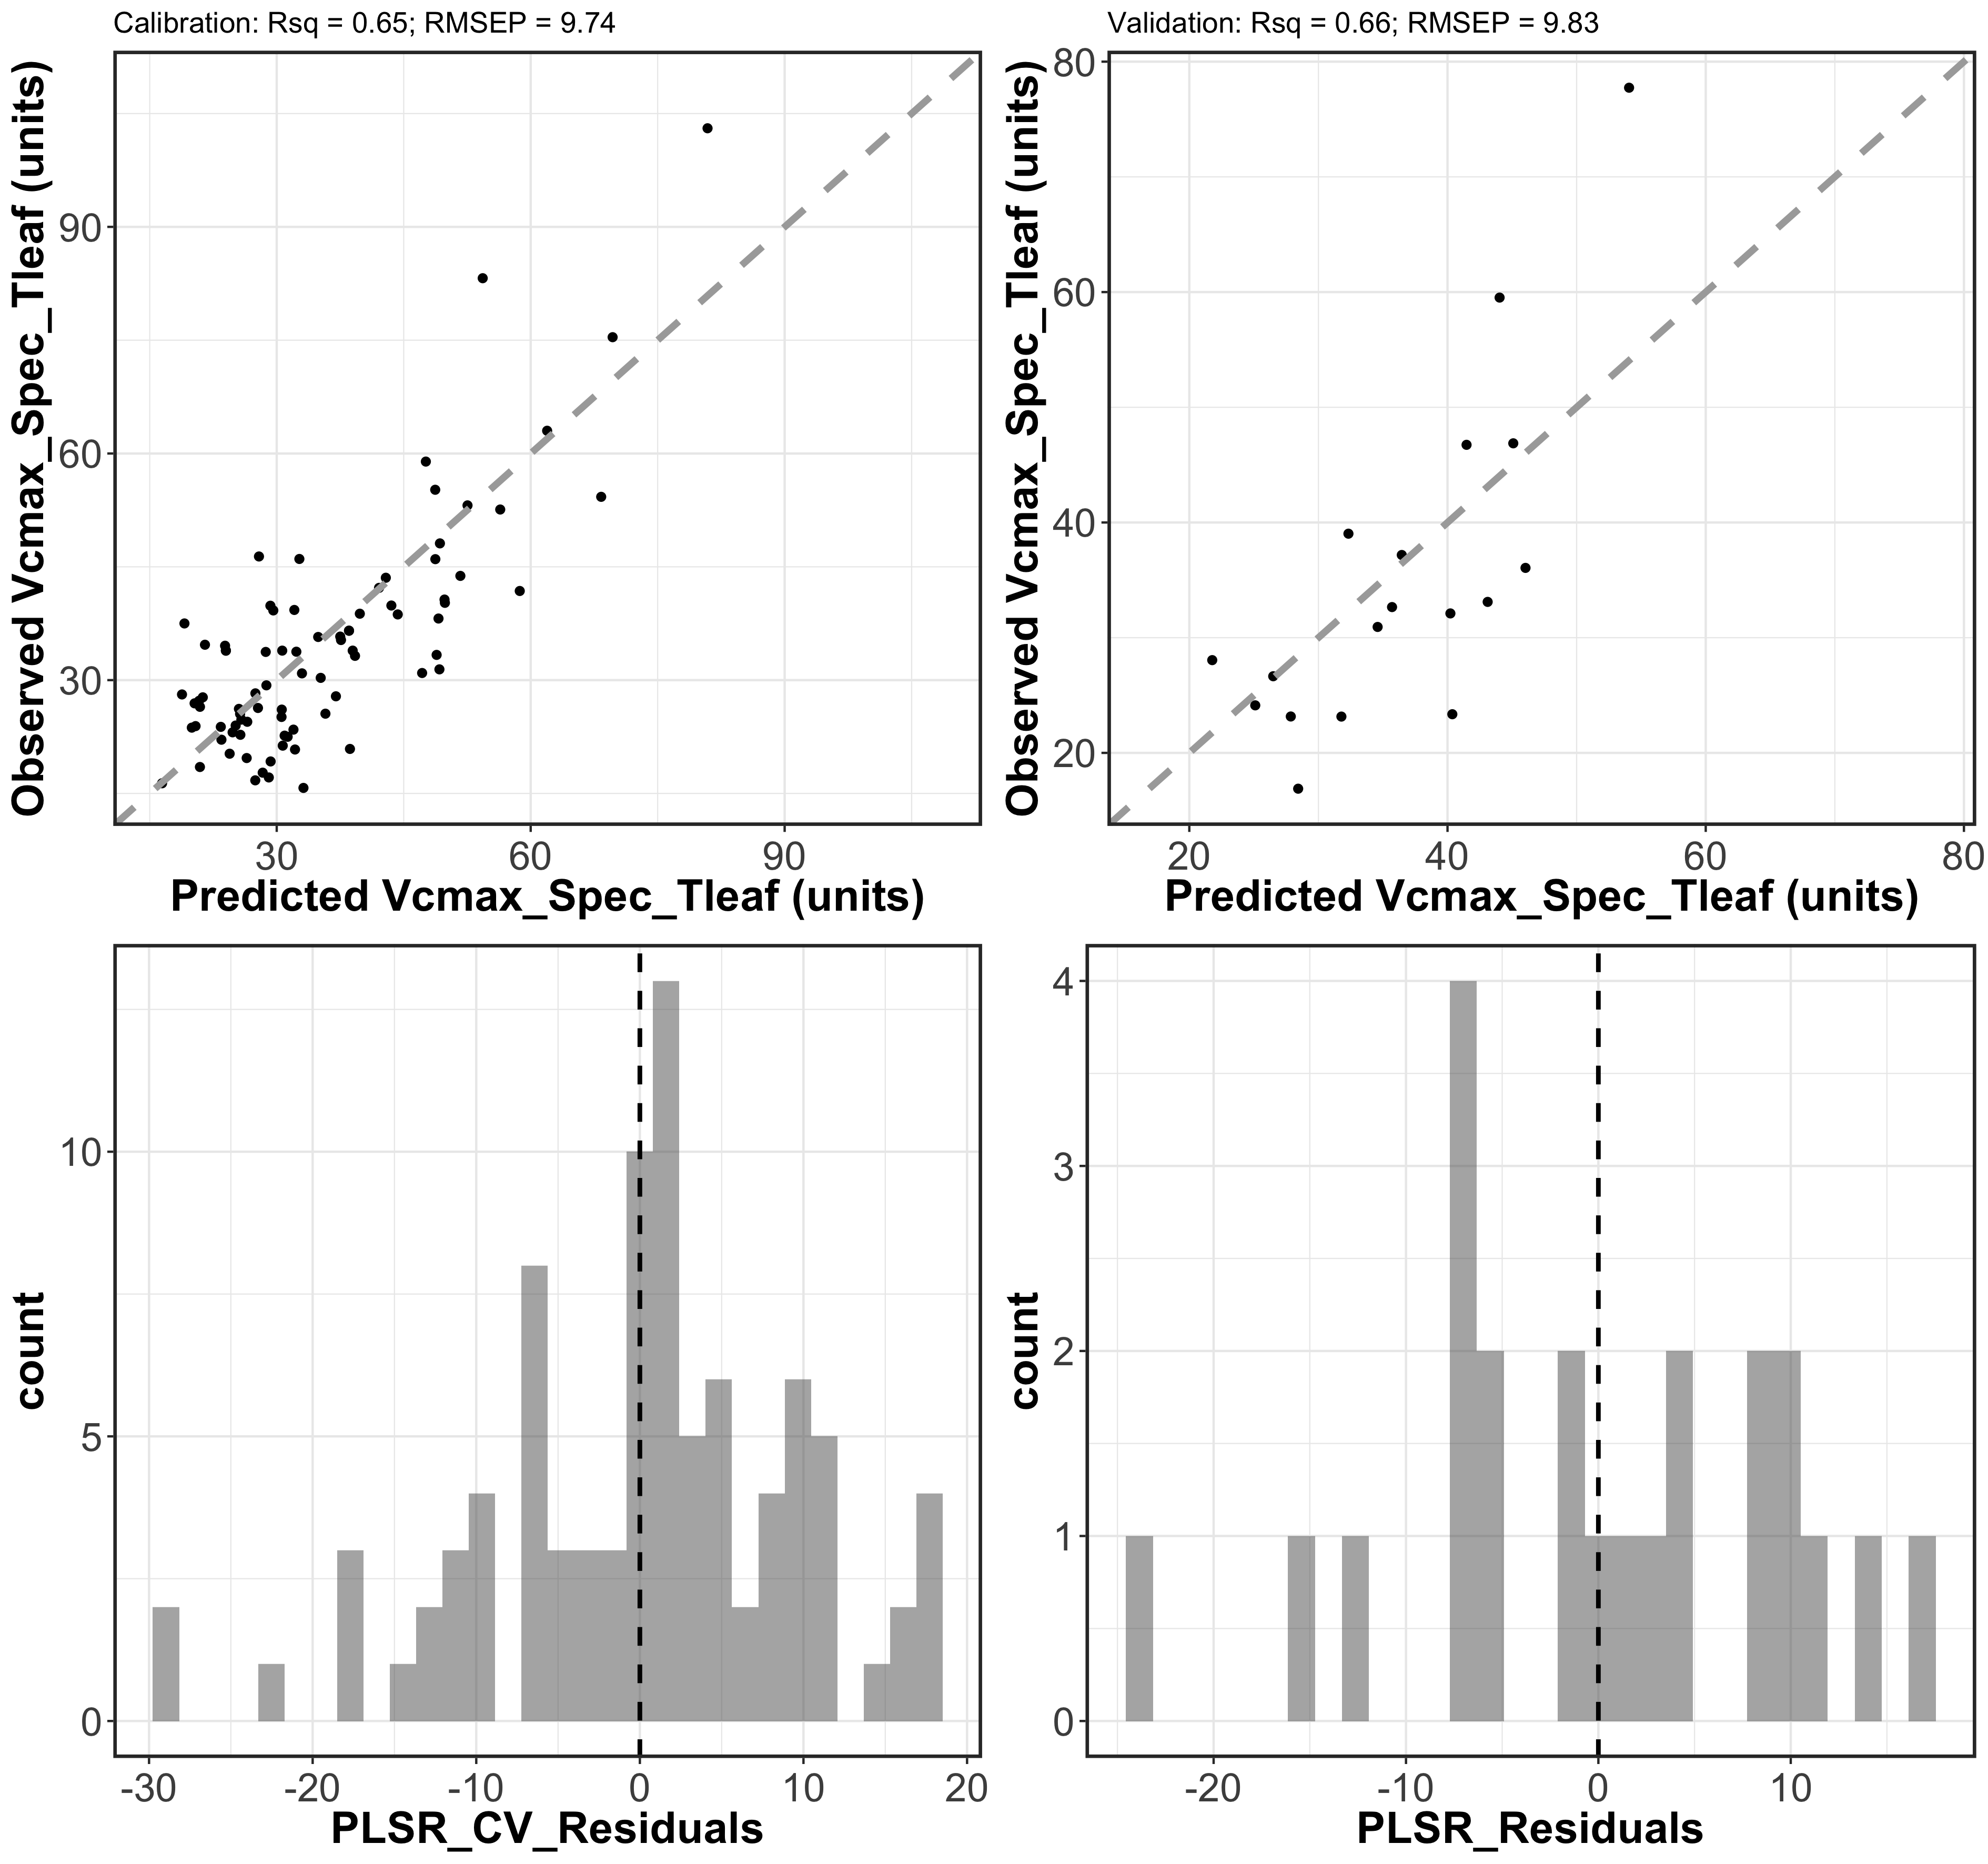 Calibration: Rsq = 0.65; RMSEP = 9.74
Observed Vcmax_Spec_Tleaf (units)
90
60
30
30 60 90
Predicted Vcmax_Spec_Tleaf (units)
Validation: Rsq = 0.66; RMSEP = 9.83
Observed Vcmax_Spec_Tleaf (units)
80
60
40
20
20 40 60 80
Predicted Vcmax_Spec_Tleaf (units)
count
10
5
0
-30 -20 -10 0 10 20
PLSR_CV_Residuals
count
4
3
2
1
0
-20 -10 0 10
PLSR_Residuals